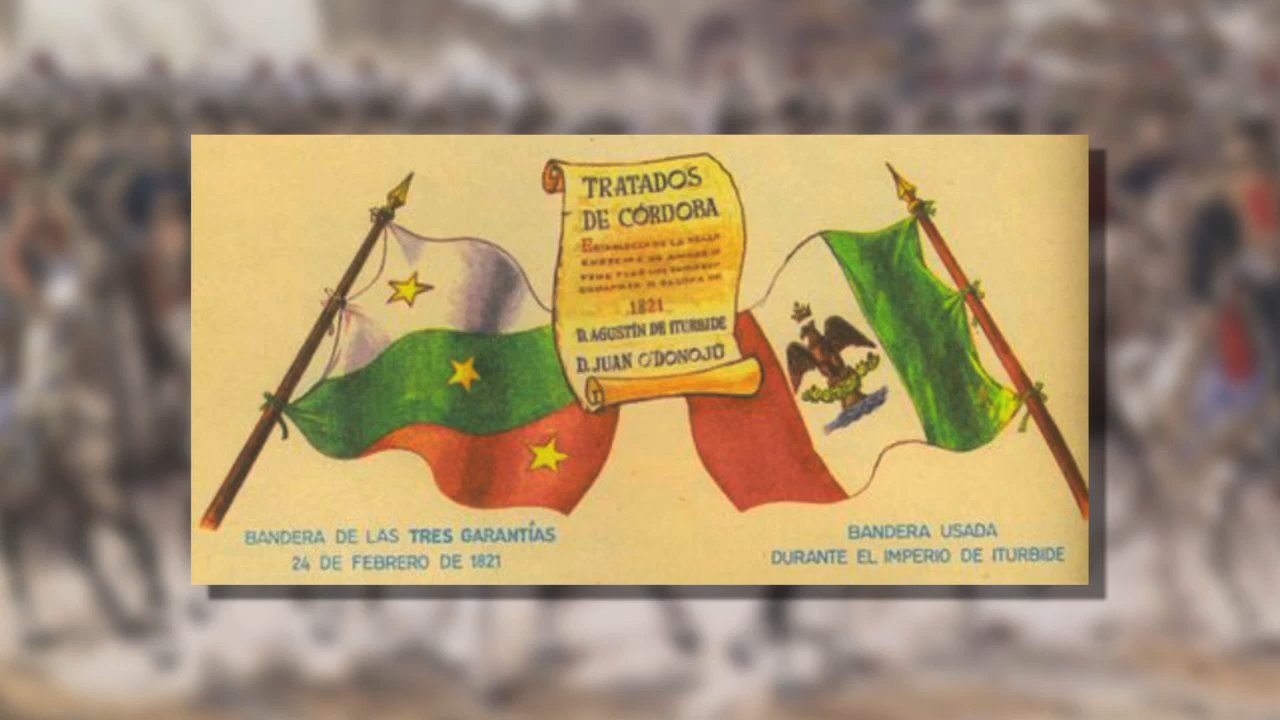 TRATADOS
DE CÓRDOBA
1821
D. AGUSTÍN DE ITURBIDE
D. JUAN O'DONOJÚ
BANDERA DE LAS TRES GARANTÍAS
24 DE FEBRERO DE 1821
BANDERA USADA
DURANTE EL IMPERIO DE ITURBIDE